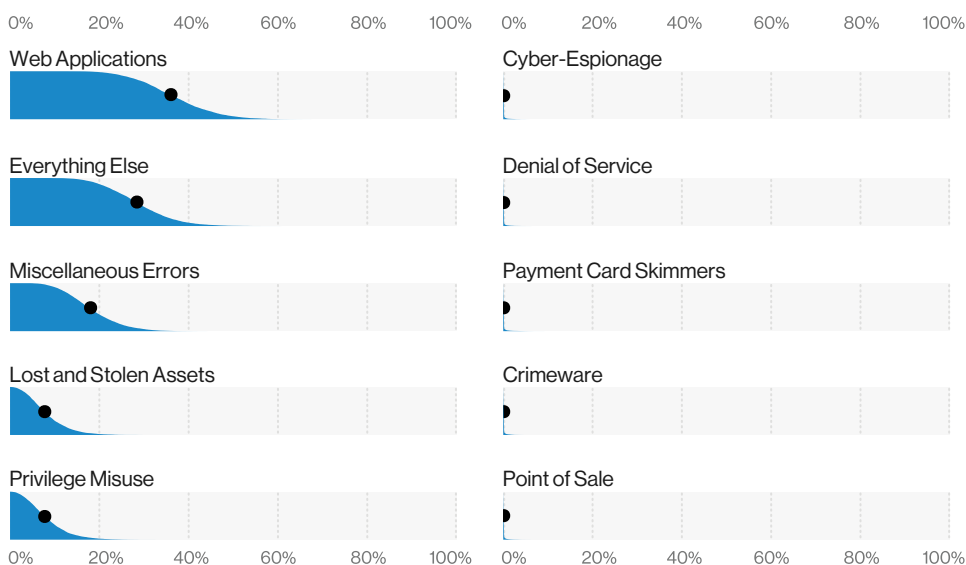 0% 20% 40% 60% 80% 100% 0% 20% 40% 60% 80% 100%
Web Applications Cyber-Espionage
Everything Else Denial of Service
Miscellaneous Errors Payment Card Skimmers
Lost and Stolen Assets Crimeware
Privilege Misuse Point of Sale
0% 20% 40% 60% 80% 100% 0% 20% 40% 60% 80% 100%